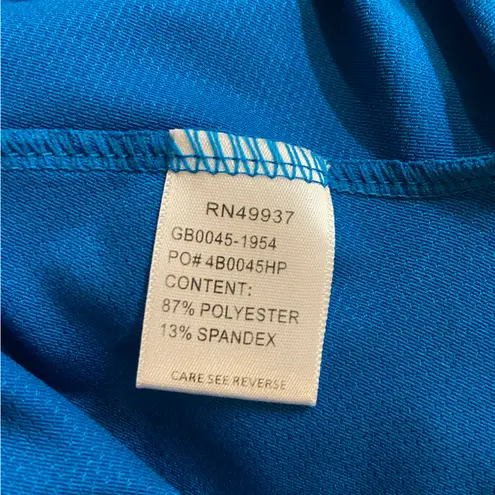 RN49937
GB0045-1954
PO# 4B0045HP
CONTENT:
87% POLYESTER
13% SPANDEX
CARE SEE REVERSE